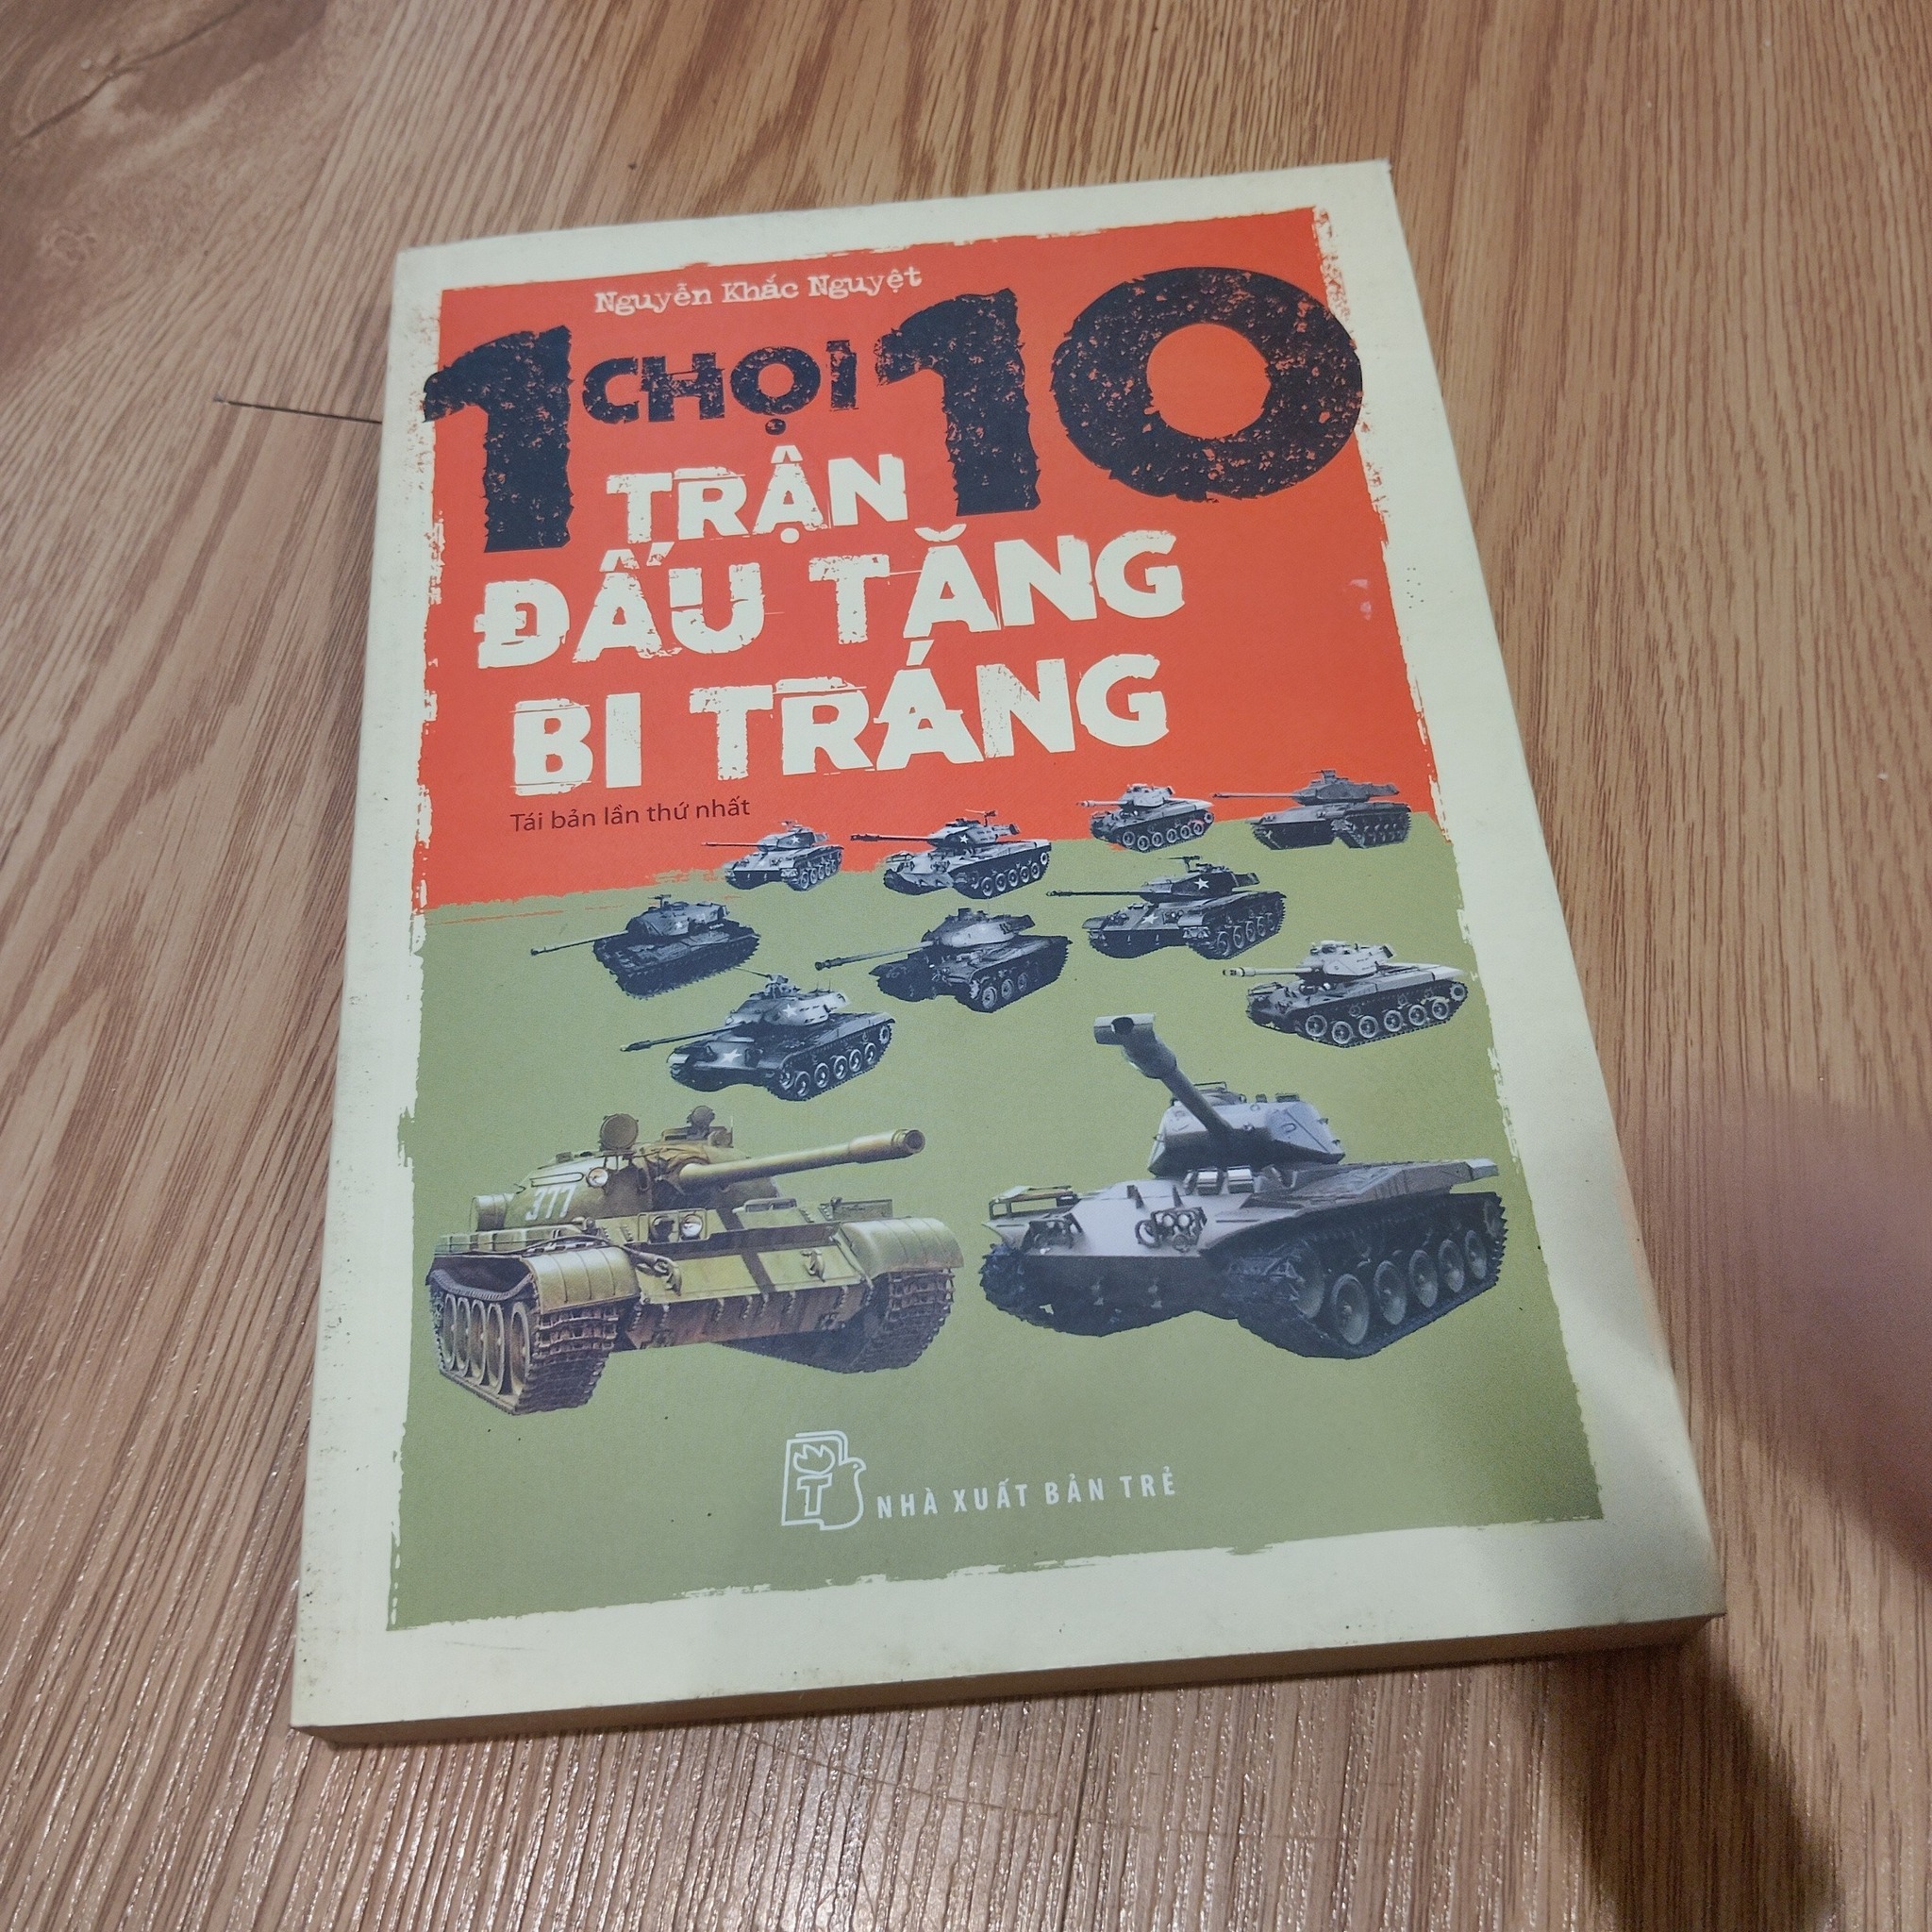 Nguyễn Khắc Nguyệt
1 CHỌI 10
TRẬN
ĐẤU TĂNG
BI TRÁNG
Tái bản lần thứ nhất
377
T
NHÀ XUẤT BẢN TRẺ